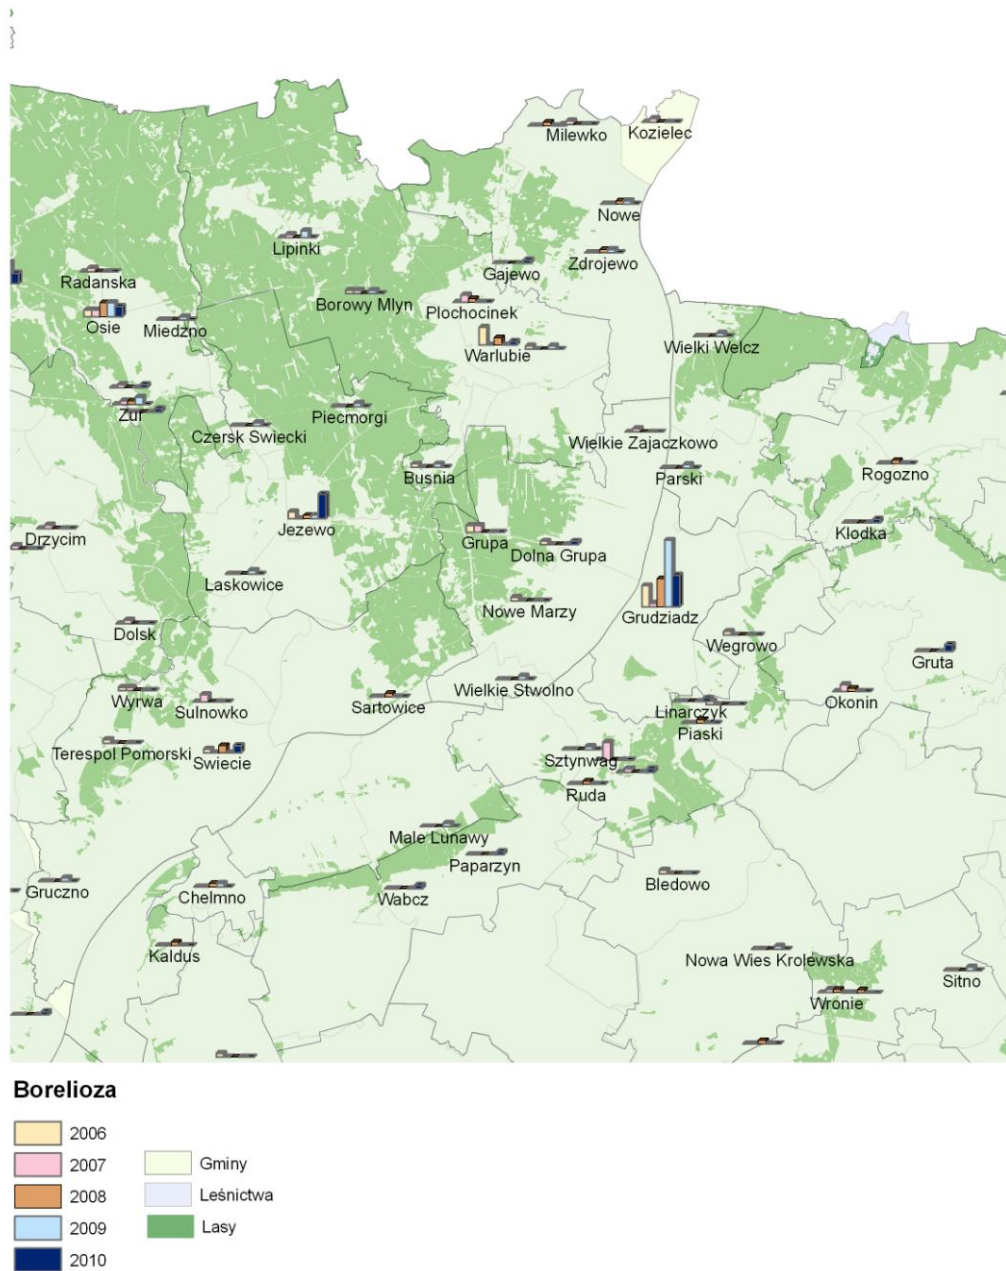 Milewko
Kozielec
Nowe
Lipinki
Zdrojewo
Gajewo
Radanska
Borowy Mlyn
Plochocinek
Osie
Miedzno
Warlubie
Wielki Welcz
Zur
Piecmorgi
Czersk Swiecki
Wielkie Zajaczkowo
Busnia
Parski
Rogozno
Jezewo
Drzycim
Grupa
Dolna Grupa
Klodka
Laskowice
Nowe Marzy
Grudziadz
Dolsk
Wegrowo
Gruta
Wyrwa
Sulnowko
Sartowice
Wielkie Stwolno
Linarczyk
Okonin
Piaski
Terespol Pomorski
Swiecie
Sztynwag
Ruda
Male Lunawy
Paparzyn
Gruczno
Chelmno
Wabcz
Bledowo
Kaldus
Nowa Wies Krolewska
Sitno
Wronie
Borelioza
2006
2007
Gminy
2008
Leśnictwa
2009
Lasy
2010